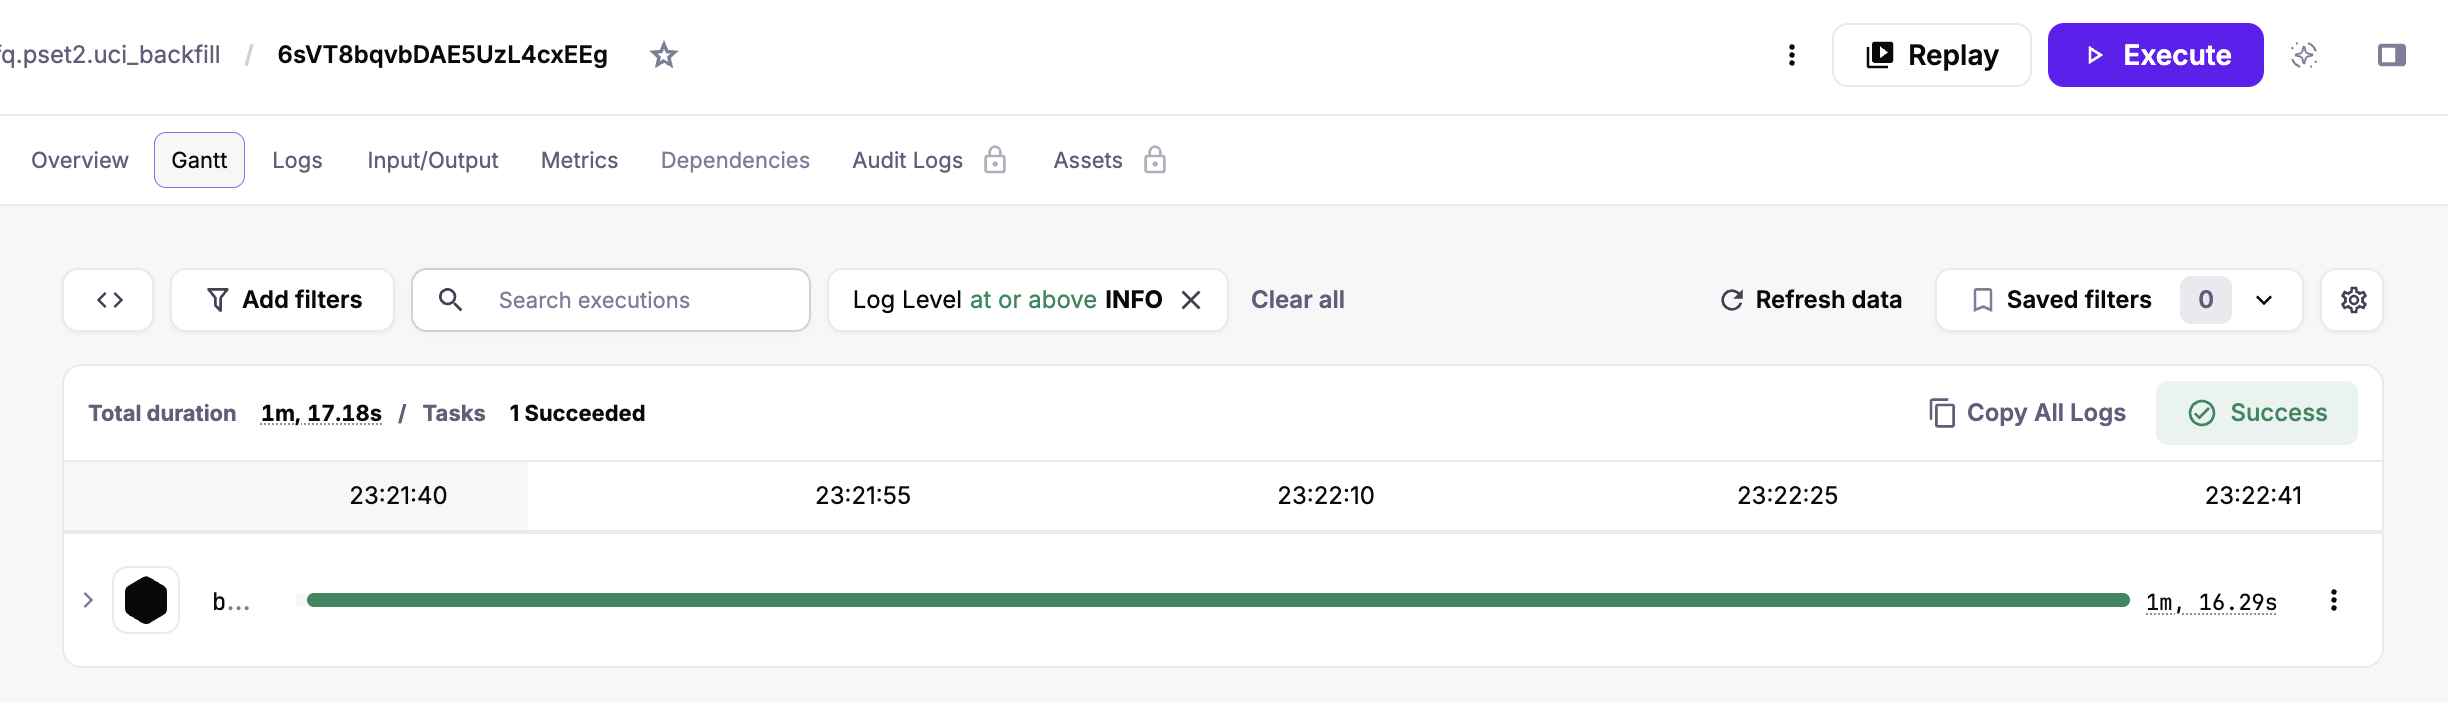 fq.pset2.uci_backfill / 6sVT8bqvbDAE5UzL4cxEEg
Replay
Execute
Overview Gantt Logs Input/Output Metrics Dependencies Audit Logs Assets
<> Add filters Search executions Log Level at or above INFO Clear all Refresh data Saved filters 0
Total duration 1m, 17.18s / Tasks 1 Succeeded Copy All Logs Success
23:21:40 23:21:55 23:22:10 23:22:25 23:22:41
b... 1m, 16.29s